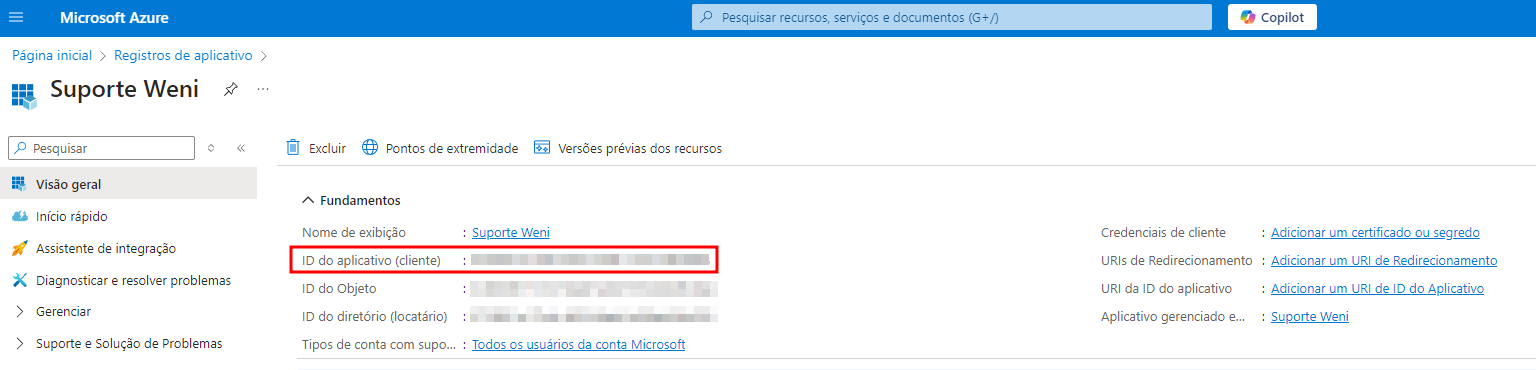 Microsoft Azure
Pesquisar recursos, serviços e documentos (G+/)
Copilot
Página inicial > Registros de aplicativo >
Suporte Weni
Pesquisar
Excluir
Pontos de extremidade
Versões prévias dos recursos
Visão geral
Início rápido
Assistente de integração
Diagnosticar e resolver problemas
Gerenciar
Suporte e Solução de Problemas
Fundamentos
Nome de exibição : Suporte Weni
ID do aplicativo (cliente) :
ID do Objeto :
ID do diretório (locatário) :
Tipos de conta com supo... : Todos os usuários da conta Microsoft
Credenciais de cliente : Adicionar um certificado ou segredo
URIs de Redirecionamento : Adicionar um URI de Redirecionamento
URI da ID do aplicativo : Adicionar um URI de ID do Aplicativo
Aplicativo gerenciado e... : Suporte Weni